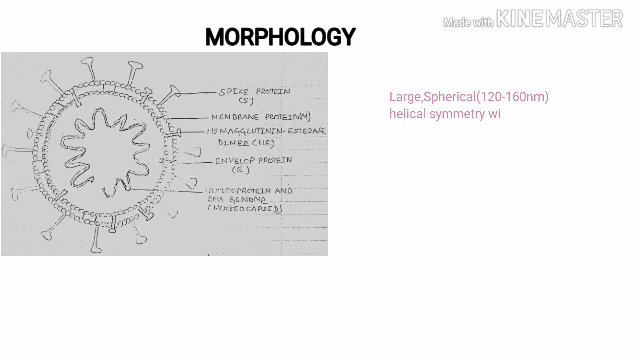 MORPHOLOGY
Made with KINEMASTER
SPIKE PROTEIN
(S)
MEMBRANE PROTEIN(M)
HEMAGGLUTININ-ESTERASE
DIMER (HE)
ENVELOP PROTEIN
(E)
NUCLEOPROTEIN AND
RNA GENOME
(NUCLEOCAPSID)
Large,Spherical(120-160nm)
helical symmetry wi